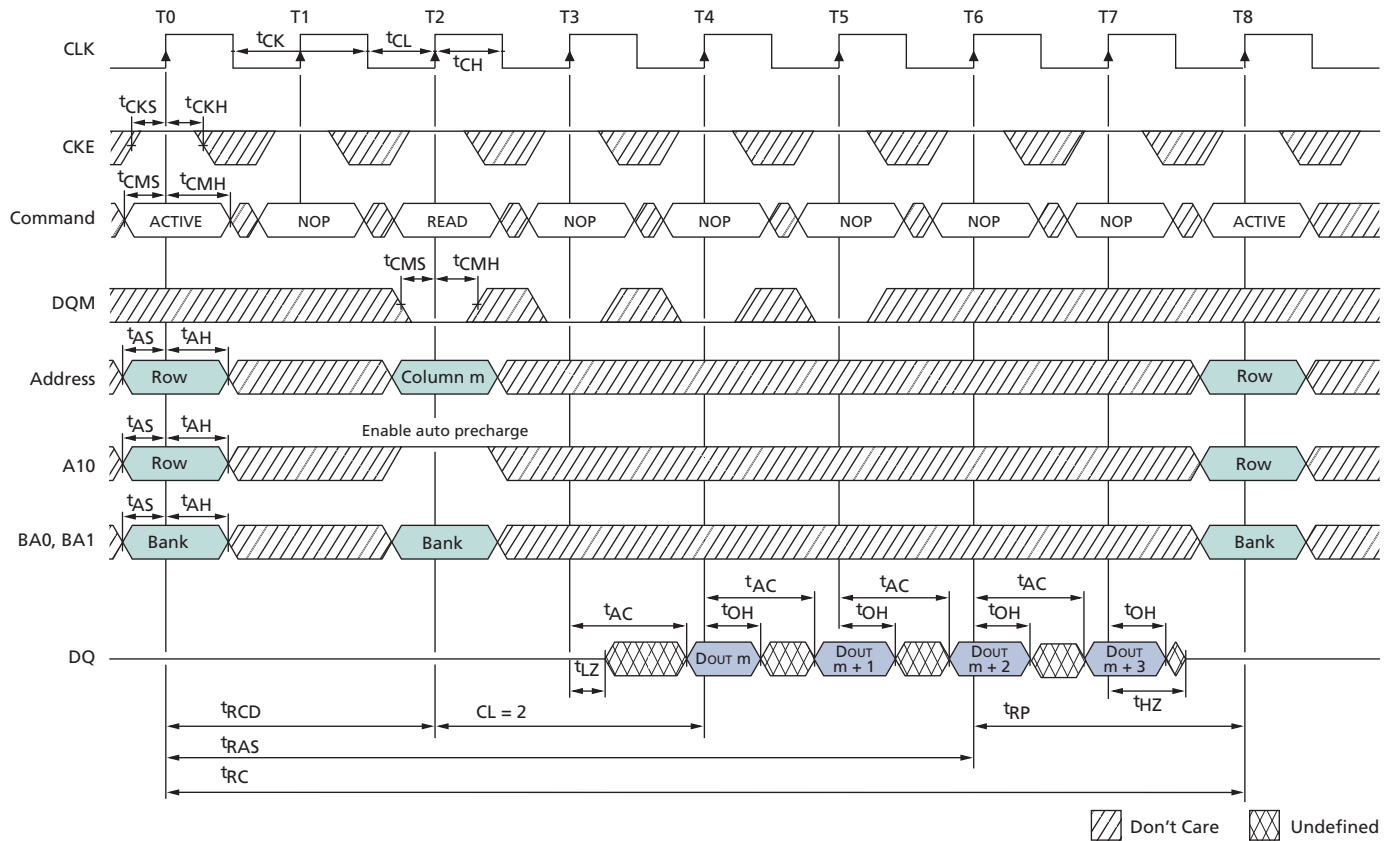 T0 T1 T2 T3 T4 T5 T6 T7 T8
CLK
tCK tCL
tCH
tCKS tCKH
CKE
tCMS tCMH
Command ACTIVE NOP READ NOP NOP NOP NOP NOP ACTIVE
tCMS tCMH
DQM
tAS tAH
Address Row Column m Row
tAS tAH
Enable auto precharge
A10 Row Row
tAS tAH
BA0, BA1 Bank Bank Bank
tAC tAC tAC
tAC tOH tOH tOH tOH
DQ DOUT m DOUT m + 1 DOUT m + 2 DOUT m + 3
tLZ tHZ
tRCD CL = 2 tRP
tRAS
tRC
Don't Care Undefined